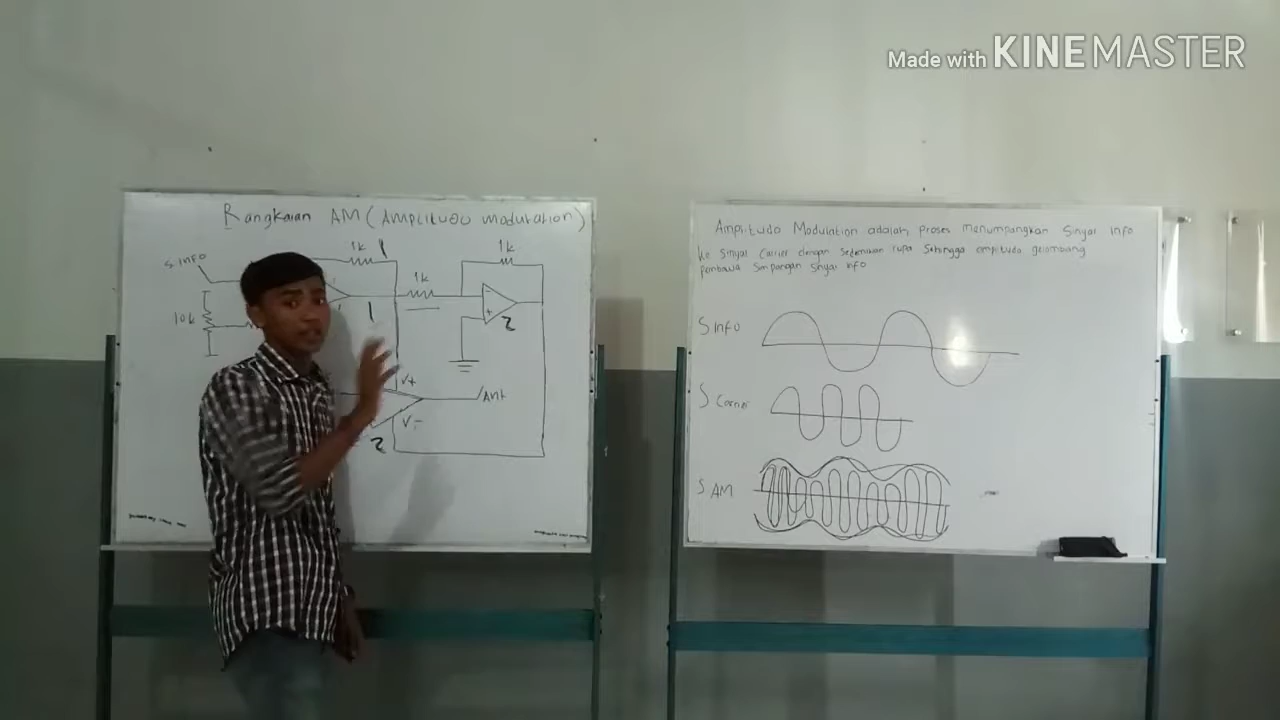 Made with KINEMASTER
Rangkaian AM (AMPLITUDO modulation)
S. INFO
1k
1
1k
1k
10k
1
2
V+
Ant
V-
2
Amplitudo Modulation adalah Proses menumpangkan Sinyal Info
ke Sinyal Carrier dengan Sedemikian rupa Sehingga amplitudo gelombang
pembawa Simpangan Sinyal info
S. INFO
S Carrier
S AM